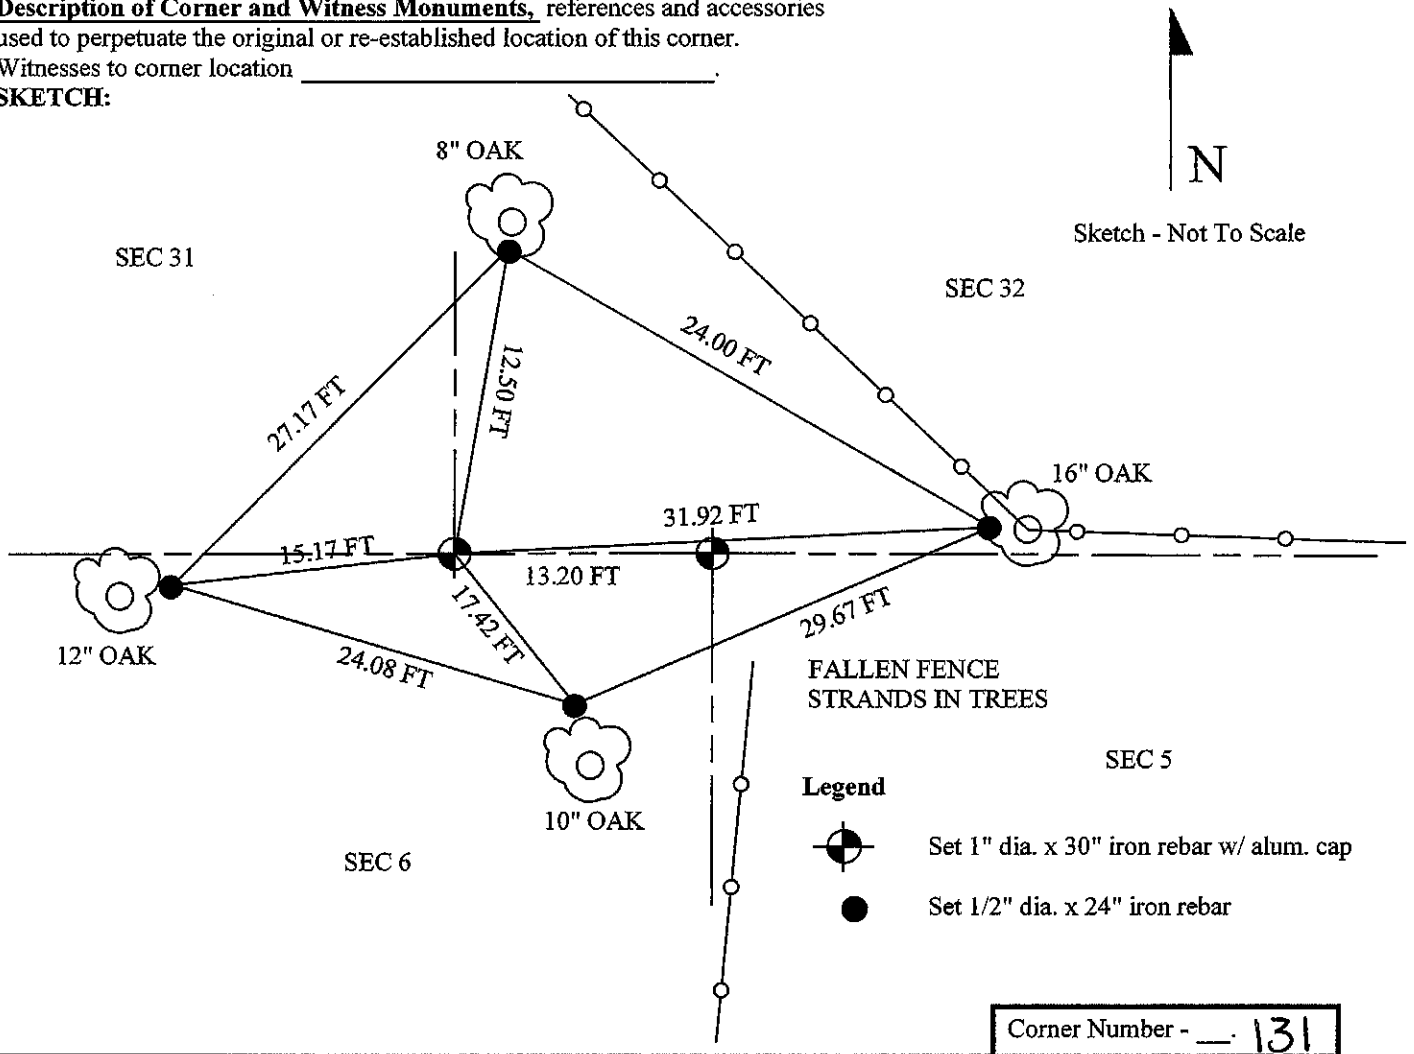 Description of Corner and Witness Monuments, references and accessories
used to perpetuate the original or re-established location of this corner.
Witnesses to corner location ______________________________.
SKETCH:
8" OAK
N
Sketch - Not To Scale
SEC 31
SEC 32
24.00 FT
12.50 FT
27.17 FT
16" OAK
31.92 FT
15.17 FT
13.20 FT
17.42 FT
29.67 FT
12" OAK
24.08 FT
FALLEN FENCE
STRANDS IN TREES
SEC 5
Legend
10" OAK
Set 1" dia. x 30" iron rebar w/ alum. cap
SEC 6
Set 1/2" dia. x 24" iron rebar
Corner Number - __. 131